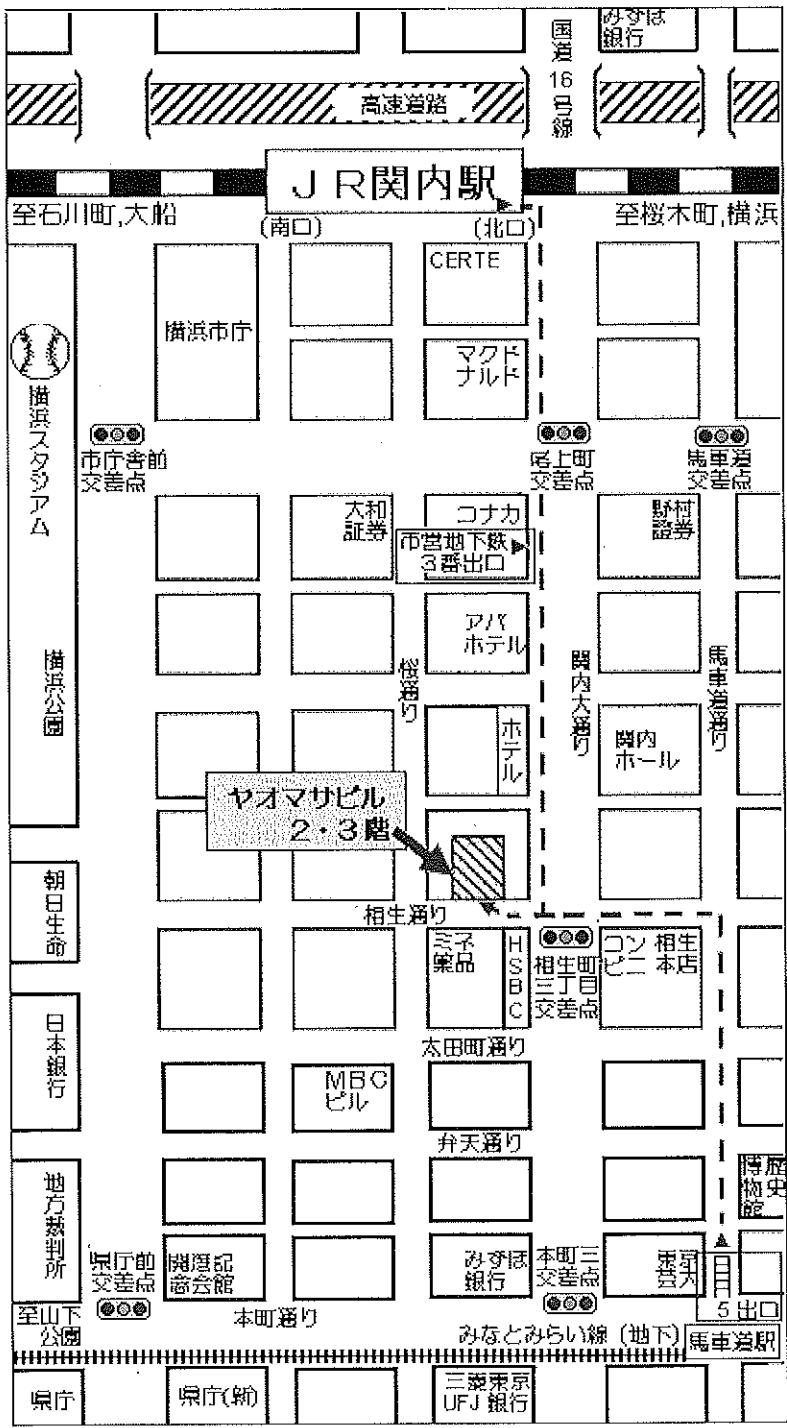 みずほ
銀行
国道
16
号線
高速道路
JR関内駅
至石川町,大船
(南口)
(北口)
至桜木町,横浜
CERTE
横浜市庁
マクド
ナルド
横浜スタジアム
市庁舎前
交差点
尾上町
交差点
馬車道
交差点
大和
証券
コナカ
市営地下鉄
3番出口
野村
證券
アパ
ホテル
横浜公園
桜通り
関内大通り
馬車道通り
ホテル
関内
ホール
ヤオマサビル
2・3階
朝日生命
相生通り
ミネ
薬品
HSBC
相生町
三丁目
交差点
コン
ビニ
相生
本店
日本銀行
太田町通り
MBC
ビル
弁天通り
地方裁判所
歴史
博物館
県庁前
交差点
開港記
念会館
みずほ
銀行
本町三
交差点
東京
芸大
至山下
公園
本町通り
5出口
みなとみらい線(地下)
馬車道駅
県庁
県庁(新)
三菱東京
UFJ 銀行